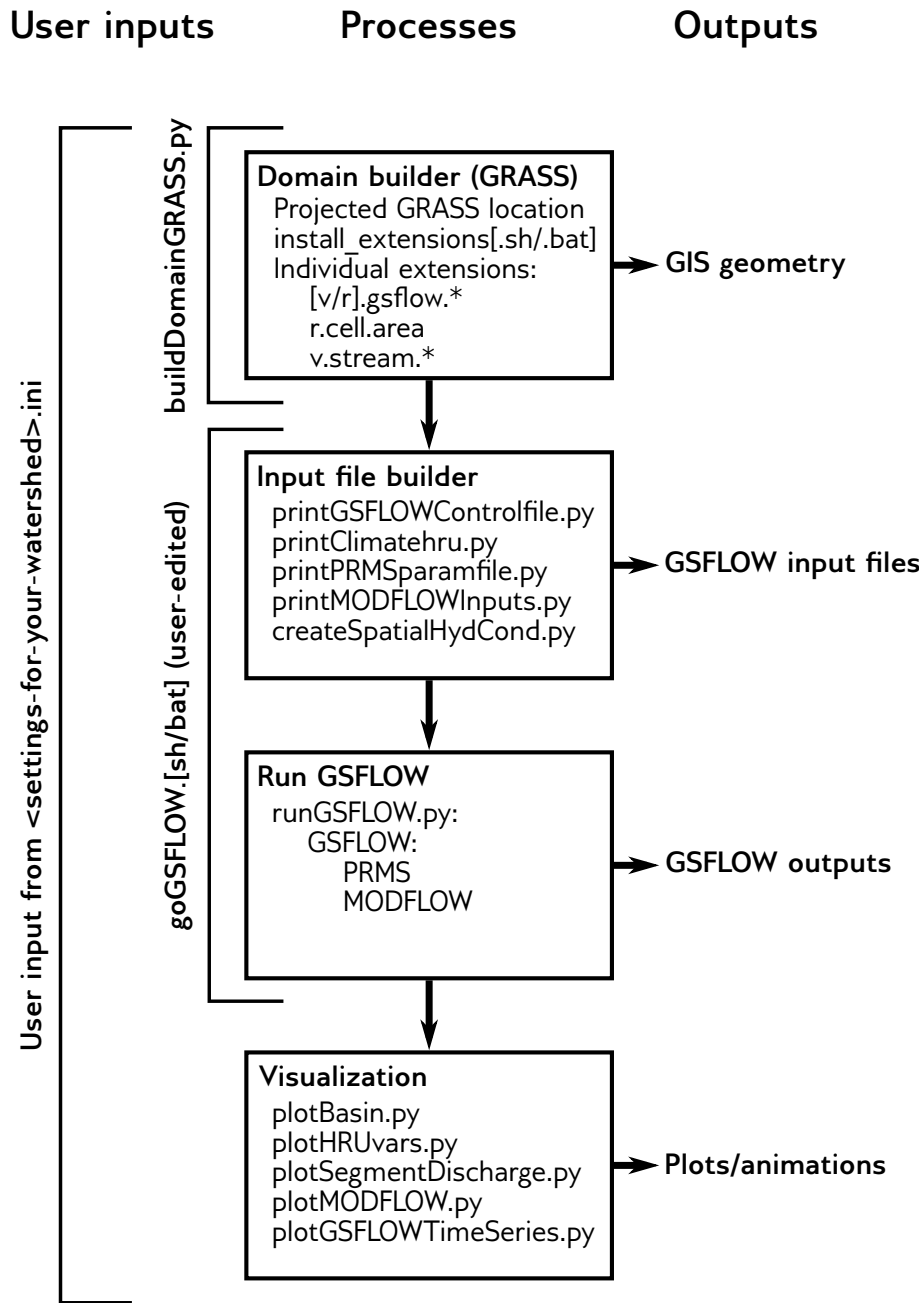 User inputs
Processes
Outputs
User input from <settings-for-your-watershed>.ini
buildDomainGRASS.py
Domain builder (GRASS)
Projected GRASS location
install_extensions[.sh/.bat]
Individual extensions:
[v/r].gsflow.*
r.cell.area
v.stream.*
GIS geometry
goGSFLOW.[sh/bat] (user-edited)
Input file builder
printGSFLOWControlfile.py
printClimatehru.py
printPRMSparamfile.py
printMODFLOWInputs.py
createSpatialHydCond.py
GSFLOW input files
Run GSFLOW
runGSFLOW.py:
GSFLOW:
PRMS
MODFLOW
GSFLOW outputs
Visualization
plotBasin.py
plotHRUvars.py
plotSegmentDischarge.py
plotMODFLOW.py
plotGSFLOWTimeSeries.py
Plots/animations